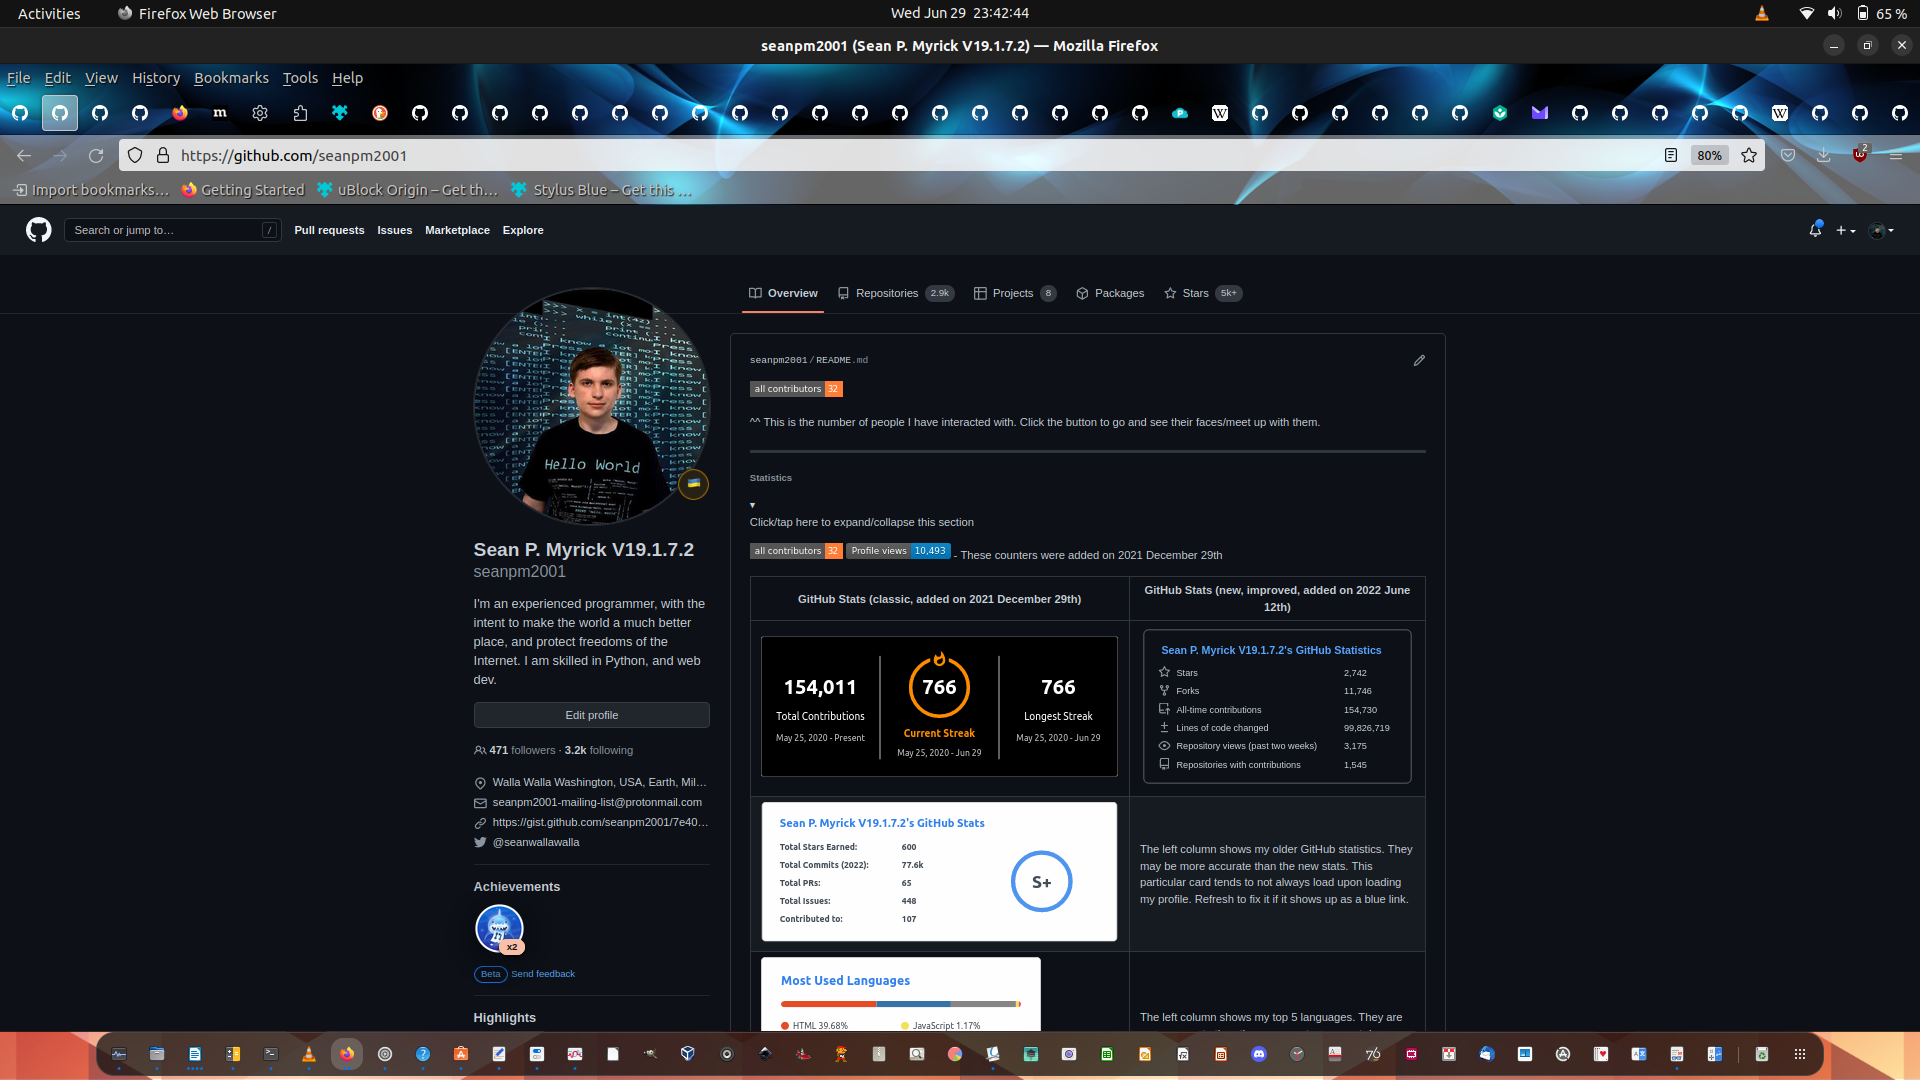 Activities
Firefox Web Browser
Wed Jun 29 23:42:44
65 %
seanpm2001 (Sean P. Myrick V19.1.7.2) — Mozilla Firefox
File Edit View History Bookmarks Tools Help
https://github.com/seanpm2001
80%
2
Import bookmarks…
Getting Started
uBlock Origin – Get th…
Stylus Blue – Get this …
Search or jump to…
/
Pull requests
Issues
Marketplace
Explore
Overview
Repositories 2.9k
Projects 8
Packages
Stars 5k+
Hello World
Sean P. Myrick V19.1.7.2
seanpm2001
I'm an experienced programmer, with the
intent to make the world a much better
place, and protect freedoms of the
Internet. I am skilled in Python, and web
dev.
Edit profile
471 followers · 3.2k following
Walla Walla Washington, USA, Earth, Mil…
seanpm2001-mailing-list@protonmail.com
https://gist.github.com/seanpm2001/7e40…
@seanwallawalla
Achievements
x2
Beta Send feedback
Highlights
seanpm2001/README.md
all contributors 32
^^ This is the number of people I have interacted with. Click the button to go and see their faces/meet up with them.
Statistics
▾
Click/tap here to expand/collapse this section
all contributors 32 Profile views 10,493 - These counters were added on 2021 December 29th
GitHub Stats (classic, added on 2021 December 29th)
GitHub Stats (new, improved, added on 2022 June
12th)
154,011
Total Contributions
May 25, 2020 - Present
766
Current Streak
May 25, 2020 - Jun 29
766
Longest Streak
May 25, 2020 - Jun 29
Sean P. Myrick V19.1.7.2's GitHub Statistics
Stars 2,742
Forks 11,746
All-time contributions 154,730
Lines of code changed 99,826,719
Repository views (past two weeks) 3,175
Repositories with contributions 1,545
Sean P. Myrick V19.1.7.2's GitHub Stats
Total Stars Earned: 600
Total Commits (2022): 77.6k
Total PRs: 65
Total Issues: 448
Contributed to: 107
S+
The left column shows my older GitHub statistics. They
may be more accurate than the new stats. This
particular card tends to not always load upon loading
my profile. Refresh to fix it if it shows up as a blue link.
Most Used Languages
HTML 39.68%
JavaScript 1.17%
The left column shows my top 5 languages. They are